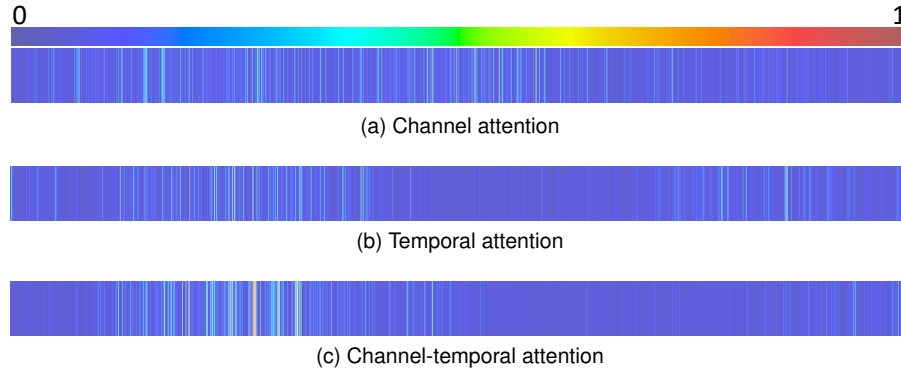 0 1
(a) Channel attention
(b) Temporal attention
(c) Channel-temporal attention